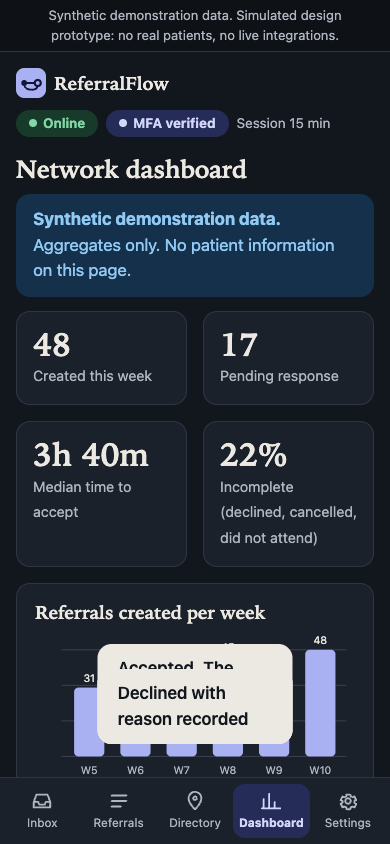 Synthetic demonstration data. Simulated design
prototype: no real patients, no live integrations.
ReferralFlow
Online
MFA verified
Session 15 min
Network dashboard
Synthetic demonstration data.
Aggregates only. No patient information
on this page.
48
Created this week
17
Pending response
3h 40m
Median time to
accept
22%
Incomplete
(declined, cancelled,
did not attend)
Referrals created per week
48
31
Accepted. The
Declined with
reason recorded
W5 W6 W7 W8 W9 W10
Inbox
Referrals
Directory
Dashboard
Settings